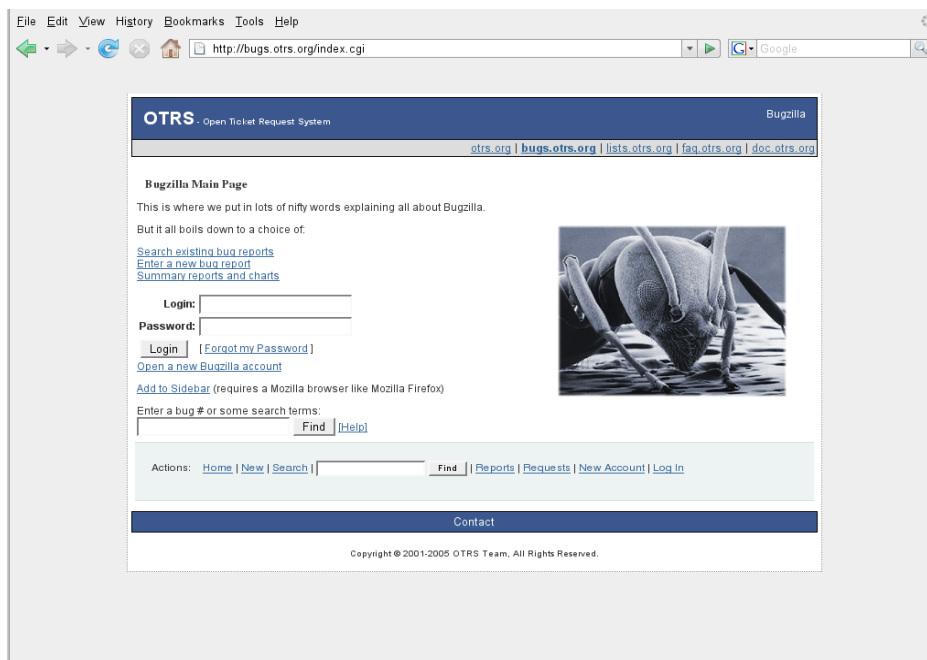 File Edit View History Bookmarks Tools Help
http://bugs.otrs.org/index.cgi
G Google
OTRS - Open Ticket Request System
Bugzilla
otrs.org | bugs.otrs.org | lists.otrs.org | faq.otrs.org | doc.otrs.org
Bugzilla Main Page
This is where we put in lots of nifty words explaining all about Bugzilla.
But it all boils down to a choice of:
Search existing bug reports
Enter a new bug report
Summary reports and charts
Login:
Password:
Login [ Forgot my Password ]
Open a new Bugzilla account
Add to Sidebar (requires a Mozilla browser like Mozilla Firefox)
Enter a bug # or some search terms:
Find [Help]
Actions: Home | New | Search | Find | Reports | Requests | New Account | Log In
Contact
Copyright © 2001-2005 OTRS Team, All Rights Reserved.